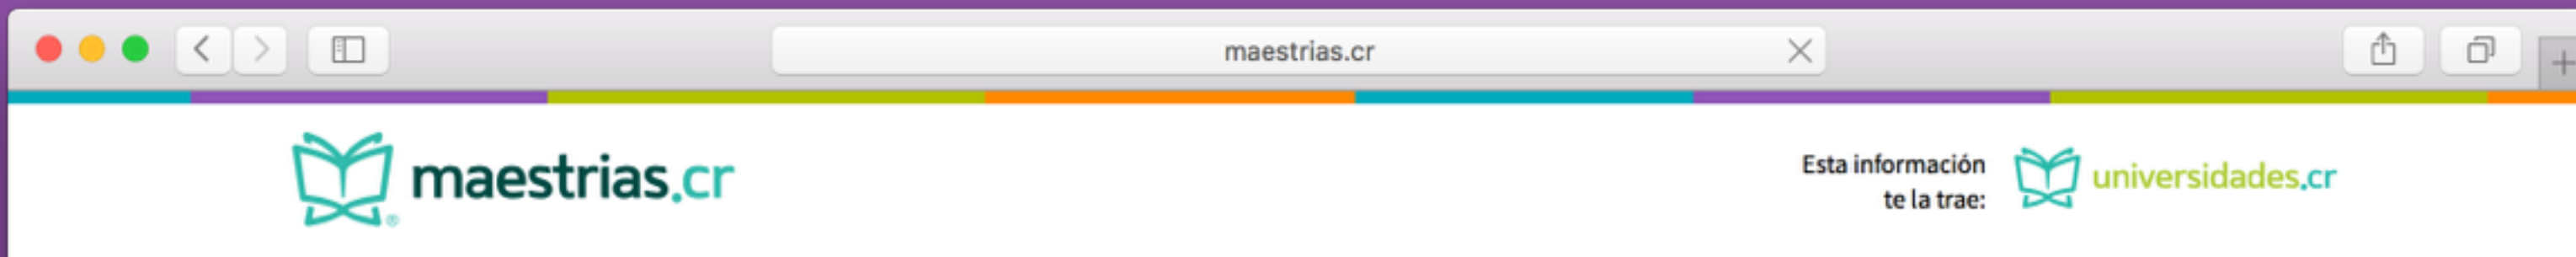 maestrias.cr
maestrias.cr
Esta información
te la trae:
universidades.cr